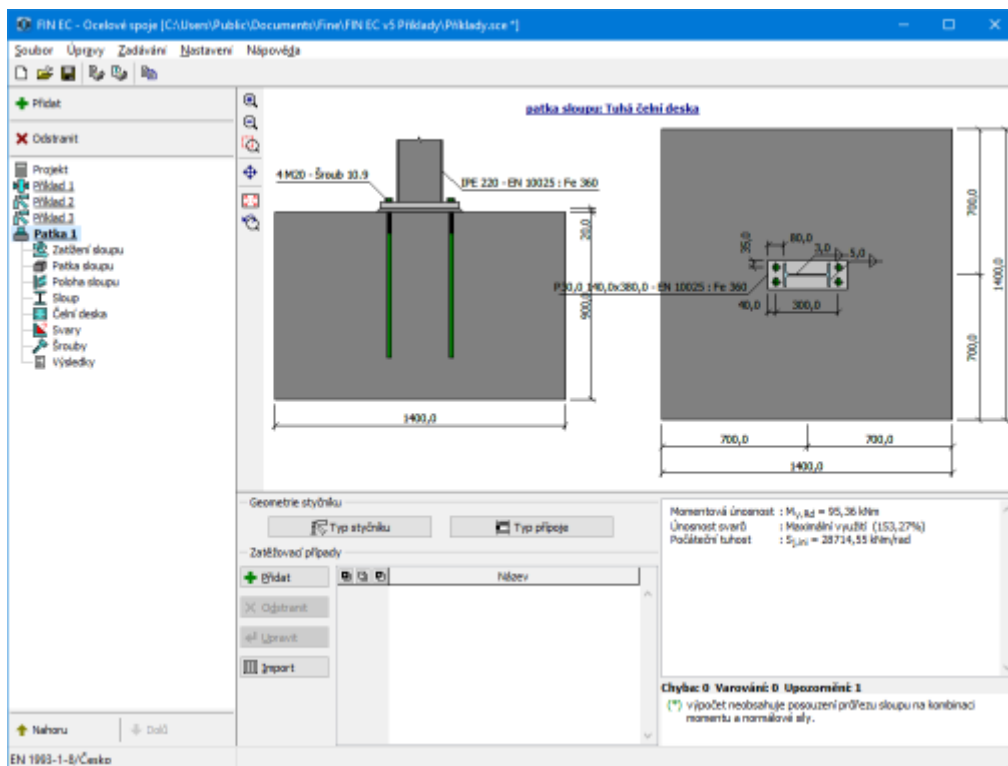 FIN EC - Ocelové spoje [C:\Users\Public\Documents\Fine\FIN EC v5 Příklady\Příklady.sce *]
Soubor Úpravy Zadávání Nastavení Nápověda
Přidat
Odstranit
Projekt
Příklad 1
Příklad 2
Příklad 3
Patka 1
Zatížení sloupu
Patka sloupu
Poloha sloupu
Sloup
Čelní deska
Svary
Šrouby
Výsledky
Nahoru
Dolů
patka sloupu: Tuhá čelní deska
4 M20 - Šroub 10.9
IPE 220 - EN 10025 : Fe 360
20,0
900,0
1400,0
P30,0 140,0x380,0 - EN 10025 : Fe 360
35,0
80,0
3,0
5,0
40,0
300,0
700,0
700,0
1400,0
700,0
700,0
1400,0
Geometrie styčníku
Typ styčníku
Typ přípoje
Zatěžovací případy
Přidat
Odstranit
Upravit
Import
Název
Momentová únosnost : My,Rd = 95,36 kNm
Únosnost svarů : Maximální využití (153,27%)
Počáteční tuhost : Sj,ini = 28714,55 kNm/rad
Chyba: 0 Varování: 0 Upozornění: 1
(*) výpočet neobsahuje posouzení průřezu sloupu na kombinaci
momentu a normálové síly.
EN 1993-1-8/Česko